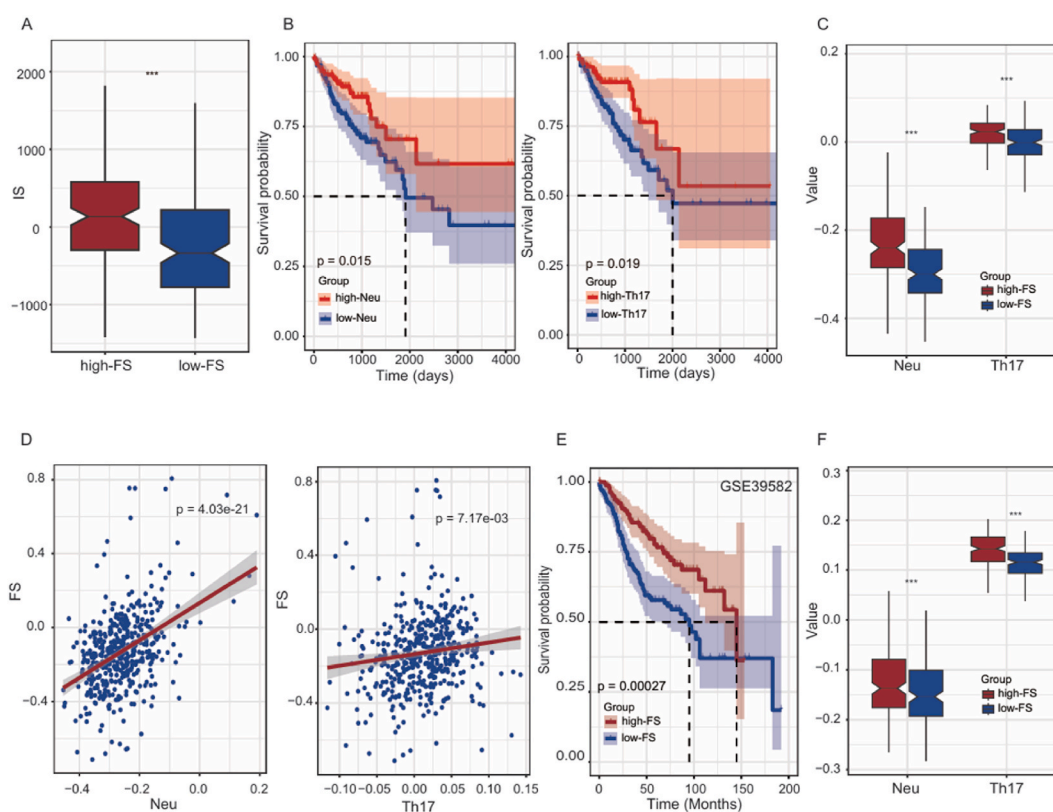 A
B
C
IS
2000
1000
0
−1000
***
high-FS
low-FS
Survival probability
1.00
0.75
0.50
0.25
0.00
p = 0.015
Group
high-Neu
low-Neu
0 1000 2000 3000 4000
Time (days)
Survival probability
1.00
0.75
0.50
0.25
0.00
p = 0.019
Group
high-Th17
low-Th17
0 1000 2000 3000 4000
Time (days)
Value
0.2
0.0
−0.2
−0.4
***
***
Group
high-FS
low-FS
Neu
Th17
D
E
F
FS
0.8
0.4
0.0
−0.4
p = 4.03e-21
−0.4 −0.2 0.0 0.2
Neu
FS
0.8
0.4
0.0
−0.4
p = 7.17e-03
−0.10 −0.05 0.00 0.05 0.10 0.15
Th17
Survival probability
1.00
0.75
0.50
0.25
0.00
GSE39582
p = 0.00027
Group
high-FS
low-FS
0 50 100 150 200
Time (Months)
Value
0.3
0.2
0.1
0.0
−0.1
−0.2
−0.3
***
***
Group
high-FS
low-FS
Neu
Th17